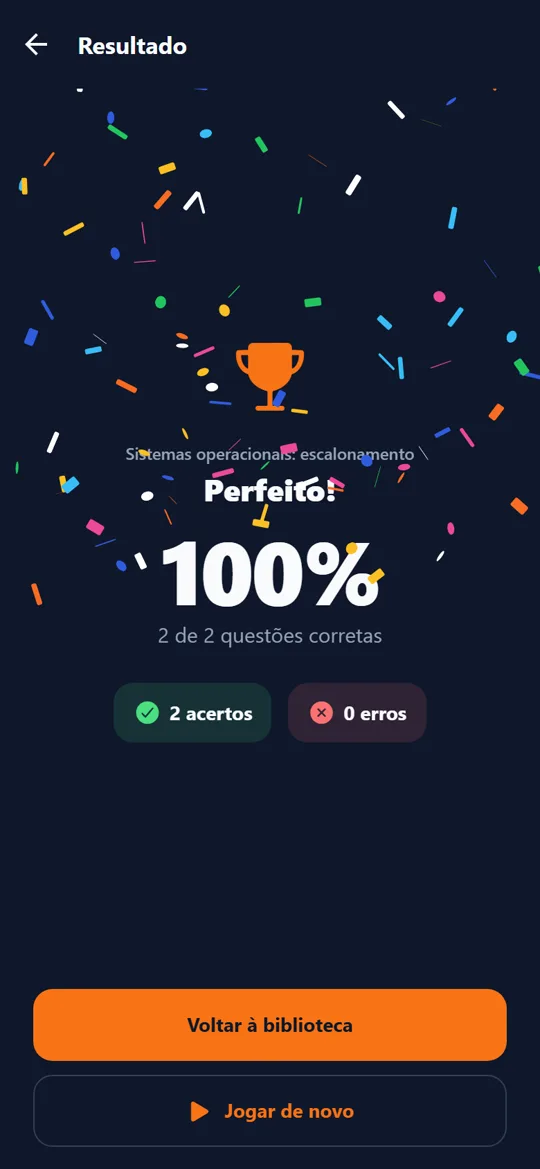 Resultado
Sistemas operacionais: escalonamento
Perfeito!
100%
2 de 2 questões corretas
2 acertos
0 erros
Voltar à biblioteca
Jogar de novo